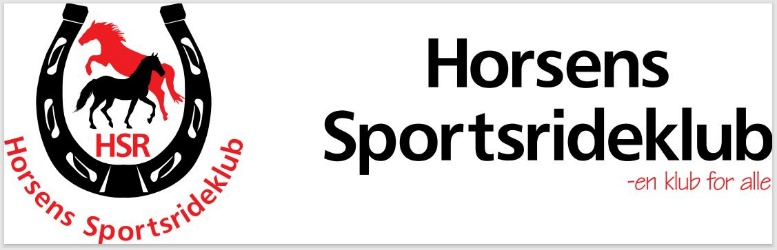 HSR
Horsens Sportsrideklub
Horsens
Sportsrideklub
-en klub for alle